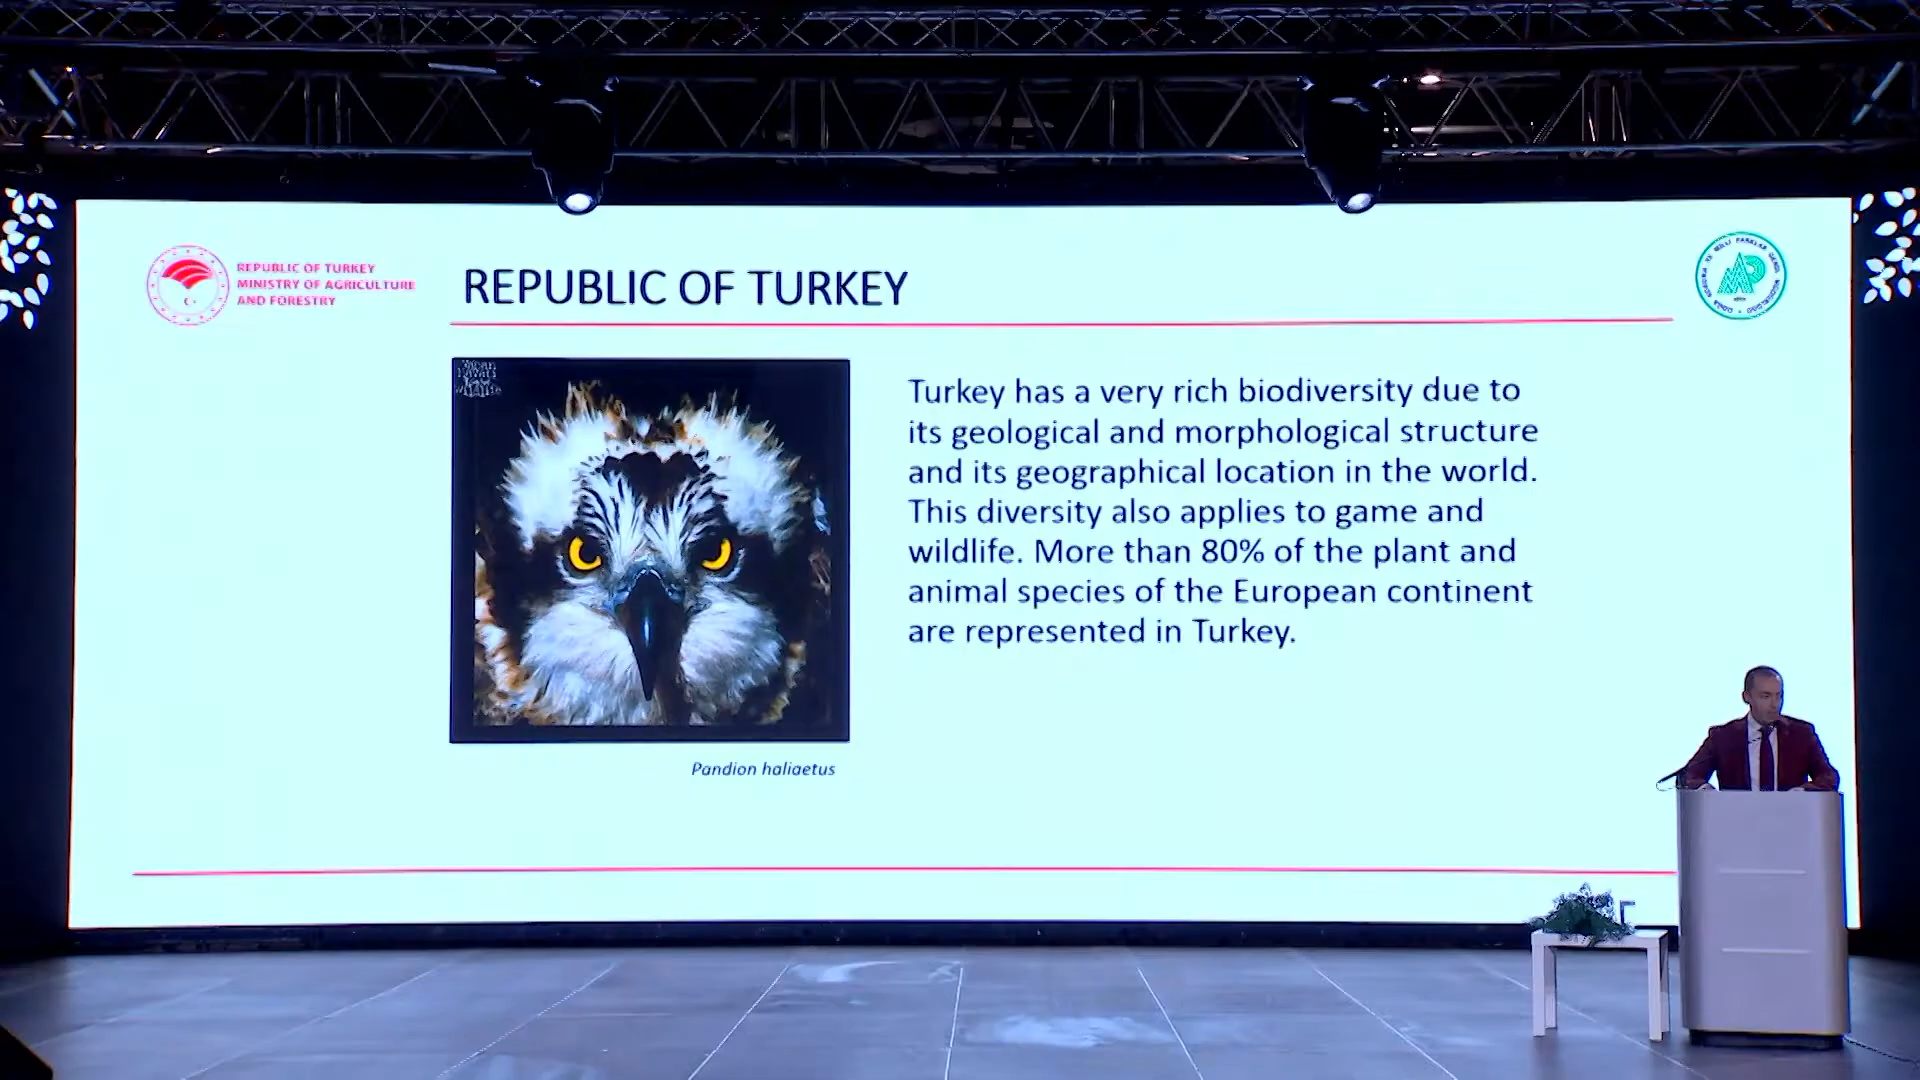 REPUBLIC OF TURKEY
MINISTRY OF AGRICULTURE
AND FORESTRY
REPUBLIC OF TURKEY
Turkey has a very rich biodiversity due to
its geological and morphological structure
and its geographical location in the world.
This diversity also applies to game and
wildlife. More than 80% of the plant and
animal species of the European continent
are represented in Turkey.
Pandion haliaetus